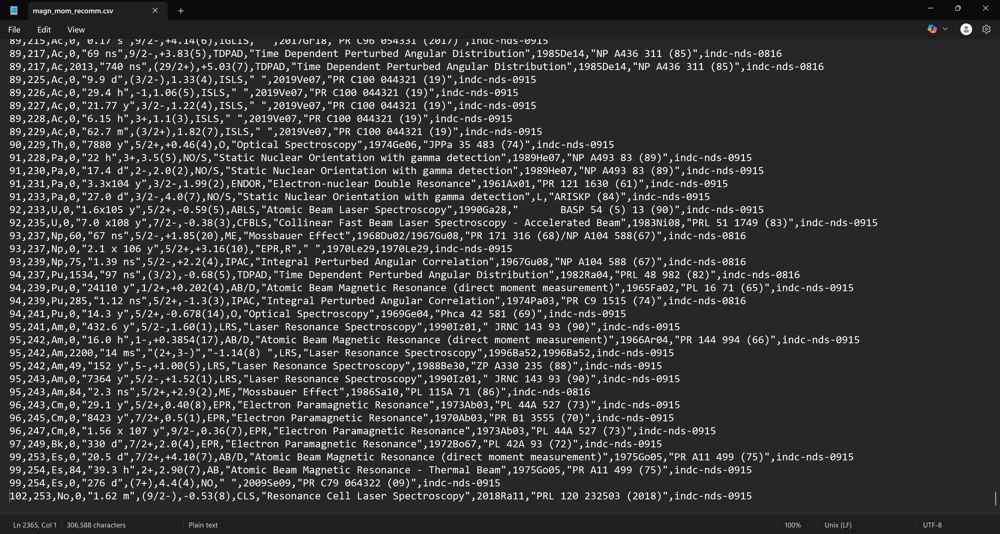 magn_mom_recomm.csv
File Edit View
89,215,Ac,0,"0.17 s",9/2-,+4.14(6),IGLIS," ",2017Gr18,"PR C96 054331 (2017)",indc-nds-0915
89,217,Ac,0,"69 ns",9/2-,+3.83(5),TDPAD,"Time Dependent Perturbed Angular Distribution",1985De14,"NP A436 311 (85)",indc-nds-0816
89,217,Ac,2013,"740 ns",(29/2+),+5.03(7),TDPAD,"Time Dependent Perturbed Angular Distribution",1985De14,"NP A436 311 (85)",indc-nds-0816
89,225,Ac,0,"9.9 d",(3/2-),1.33(4),ISLS," ",2019Ve07,"PR C100 044321 (19)",indc-nds-0915
89,226,Ac,0,"29.4 h",-1,1.06(5),ISLS," ",2019Ve07,"PR C100 044321 (19)",indc-nds-0915
89,227,Ac,0,"21.77 y",3/2-,1.22(4),ISLS," ",2019Ve07,"PR C100 044321 (19)",indc-nds-0915
89,228,Ac,0,"6.15 h",3+,1.1(3),ISLS," ",2019Ve07,"PR C100 044321 (19)",indc-nds-0915
89,229,Ac,0,"62.7 m",(3/2+),1.82(7),ISLS," ",2019Ve07,"PR C100 044321 (19)",indc-nds-0915
90,229,Th,0,"7880 y",5/2+,+0.46(4),O,"Optical Spectroscopy",1974Ge06,"JPPa 35 483 (74)",indc-nds-0915
91,228,Pa,0,"22 h",3+,3.5(5),NO/S,"Static Nuclear Orientation with gamma detection",1989He07,"NP A493 83 (89)",indc-nds-0915
91,230,Pa,0,"17.4 d",2-,2.0(2),NO/S,"Static Nuclear Orientation with gamma detection",1989He07,"NP A493 83 (89)",indc-nds-0915
91,231,Pa,0,"3.3x104 y",3/2-,1.99(2),ENDOR,"Electron-nuclear Double Resonance",1961Ax01,"PR 121 1630 (61)",indc-nds-0915
91,233,Pa,0,"27.0 d",3/2-,4.0(7),NO/S,"Static Nuclear Orientation with gamma detection",L,"ARISKP (84)",indc-nds-0915
92,233,U,0,"1.6x105 y",5/2+,-0.59(5),ABLS,"Atomic Beam Laser Spectroscopy",1990Ga28,"       BASP 54 (5) 13 (90)",indc-nds-0915
92,235,U,0,"7.0 x108 y",7/2-,-0.38(3),CFBLS,"Collinear Fast Beam Laser Spectroscopy - Accelerated Beam",1983Ni08,"PRL 51 1749 (83)",indc-nds-0915
93,237,Np,60,"67 ns",5/2-,+1.85(20),ME,"Mossbauer Effect",1968Du02/1967Gu08,"PR 171 316 (68)/NP A104 588(67)",indc-nds-0816
93,237,Np,0,"2.1 x 106 y",5/2+,+3.16(10),"EPR,R"," ",1970Le29,1970Le29,indc-nds-0915
93,239,Np,75,"1.39 ns",5/2-,+2.2(4),IPAC,"Integral Perturbed Angular Correlation",1967Gu08,"NP A104 588 (67)",indc-nds-0816
94,237,Pu,1534,"97 ns",(3/2),-0.68(5),TDPAD,"Time Dependent Perturbed Angular Distribution",1982Ra04,"PRL 48 982 (82)",indc-nds-0816
94,239,Pu,0,"24110 y",1/2+,+0.202(4),AB/D,"Atomic Beam Magnetic Resonance (direct moment measurement)",1965Fa02,"PL 16 71 (65)",indc-nds-0915
94,239,Pu,285,"1.12 ns",5/2+,-1.3(3),IPAC,"Integral Perturbed Angular Correlation",1974Pa03,"PR C9 1515 (74)",indc-nds-0816
94,241,Pu,0,"14.3 y",5/2+,-0.678(14),O,"Optical Spectroscopy",1969Ge04,"Phca 42 581 (69)",indc-nds-0915
95,241,Am,0,"432.6 y",5/2-,1.60(1),LRS,"Laser Resonance Spectroscopy",1990Iz01," JRNC 143 93 (90)",indc-nds-0915
95,242,Am,0,"16.0 h",1-,+0.3854(17),AB/D,"Atomic Beam Magnetic Resonance (direct moment measurement)",1966Ar04,"PR 144 994 (66)",indc-nds-0915
95,242,Am,2200,"14 ms","(2+,3-)","-1.14(8) ",LRS,"Laser Resonance Spectroscopy",1996Ba52,1996Ba52,indc-nds-0915
95,242,Am,49,"152 y",5-,+1.00(5),LRS,"Laser Resonance Spectroscopy",1988Be30,"ZP A330 235 (88)",indc-nds-0915
95,243,Am,0,"7364 y",5/2-,+1.52(1),LRS,"Laser Resonance Spectroscopy",1990Iz01," JRNC 143 93 (90)",indc-nds-0915
95,243,Am,84,"2.3 ns",5/2+,+2.9(2),ME,"Mossbauer Effect",1986Sa10,"PL 115A 71 (86)",indc-nds-0816
96,243,Cm,0,"29.1 y",5/2+,0.40(8),EPR,"Electron Paramagnetic Resonance",1973Ab03,"PL 44A 527 (73)",indc-nds-0915
96,245,Cm,0,"8423 y",7/2+,0.5(1),EPR,"Electron Paramagnetic Resonance",1970Ab03,"PR B1 3555 (70)",indc-nds-0915
96,247,Cm,0,"1.56 x 107 y",9/2-,0.36(7),EPR,"Electron Paramagnetic Resonance",1973Ab03,"PL 44A 527 (73)",indc-nds-0915
97,249,Bk,0,"330 d",7/2+,2.0(4),EPR,"Electron Paramagnetic Resonance",1972Bo67,"PL 42A 93 (72)",indc-nds-0915
99,253,Es,0,"20.5 d",7/2+,+4.10(7),AB/D,"Atomic Beam Magnetic Resonance (direct moment measurement)",1975Go05,"PR A11 499 (75)",indc-nds-0915
99,254,Es,84,"39.3 h",2+,2.90(7),AB,"Atomic Beam Magnetic Resonance - Thermal Beam",1975Go05,"PR A11 499 (75)",indc-nds-0915
99,254,Es,0,"276 d",(7+),4.4(4),NO," ",2009Se09,"PR C79 064322 (09)",indc-nds-0915
102,253,No,0,"1.62 m",(9/2-),-0.53(8),CLS,"Resonance Cell Laser Spectroscopy",2018Ra11,"PRL 120 232503 (2018)",indc-nds-0915
Ln 2365, Col 1 306,588 characters Plain text 100% Unix (LF) UTF-8